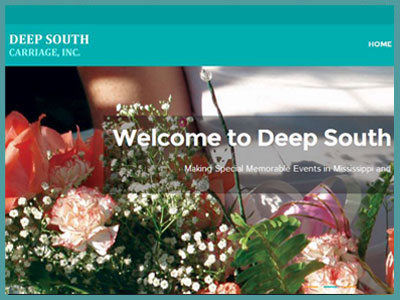 DEEP SOUTH
CARRIAGE, INC.
HOME
Welcome to Deep South
Making Special Memorable Events in Mississippi and